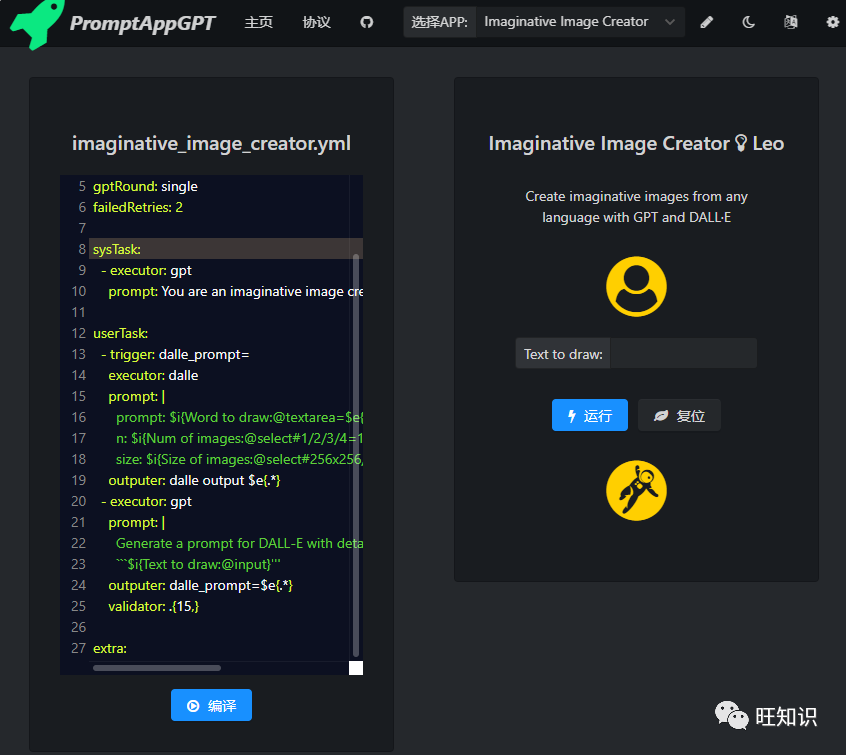 PromptAppGPT 主页 协议 选择APP: Imaginative Image Creator
imaginative_image_creator.yml
5 gptRound: single
6 failedRetries: 2
7
8 sysTask:
9 - executor: gpt
10 prompt: You are an imaginative image cre
11
12 userTask:
13 - trigger: dalle_prompt=
14 executor: dalle
15 prompt: |
16 prompt: $i{Word to draw:@textarea=$e{
17 n: $i{Num of images:@select#1/2/3/4=1
18 size: $i{Size of images:@select#256x256,
19 outputer: dalle output $e{.*}
20 - executor: gpt
21 prompt: |
22 Generate a prompt for DALL-E with deta
23 ```$i{Text to draw:@input}'''
24 outputer: dalle_prompt=$e{.*}
25 validator: .{15,}
26
27 extra:
编译
Imaginative Image Creator Leo
Create imaginative images from any
language with GPT and DALL·E
Text to draw:
运行 复位
旺知识